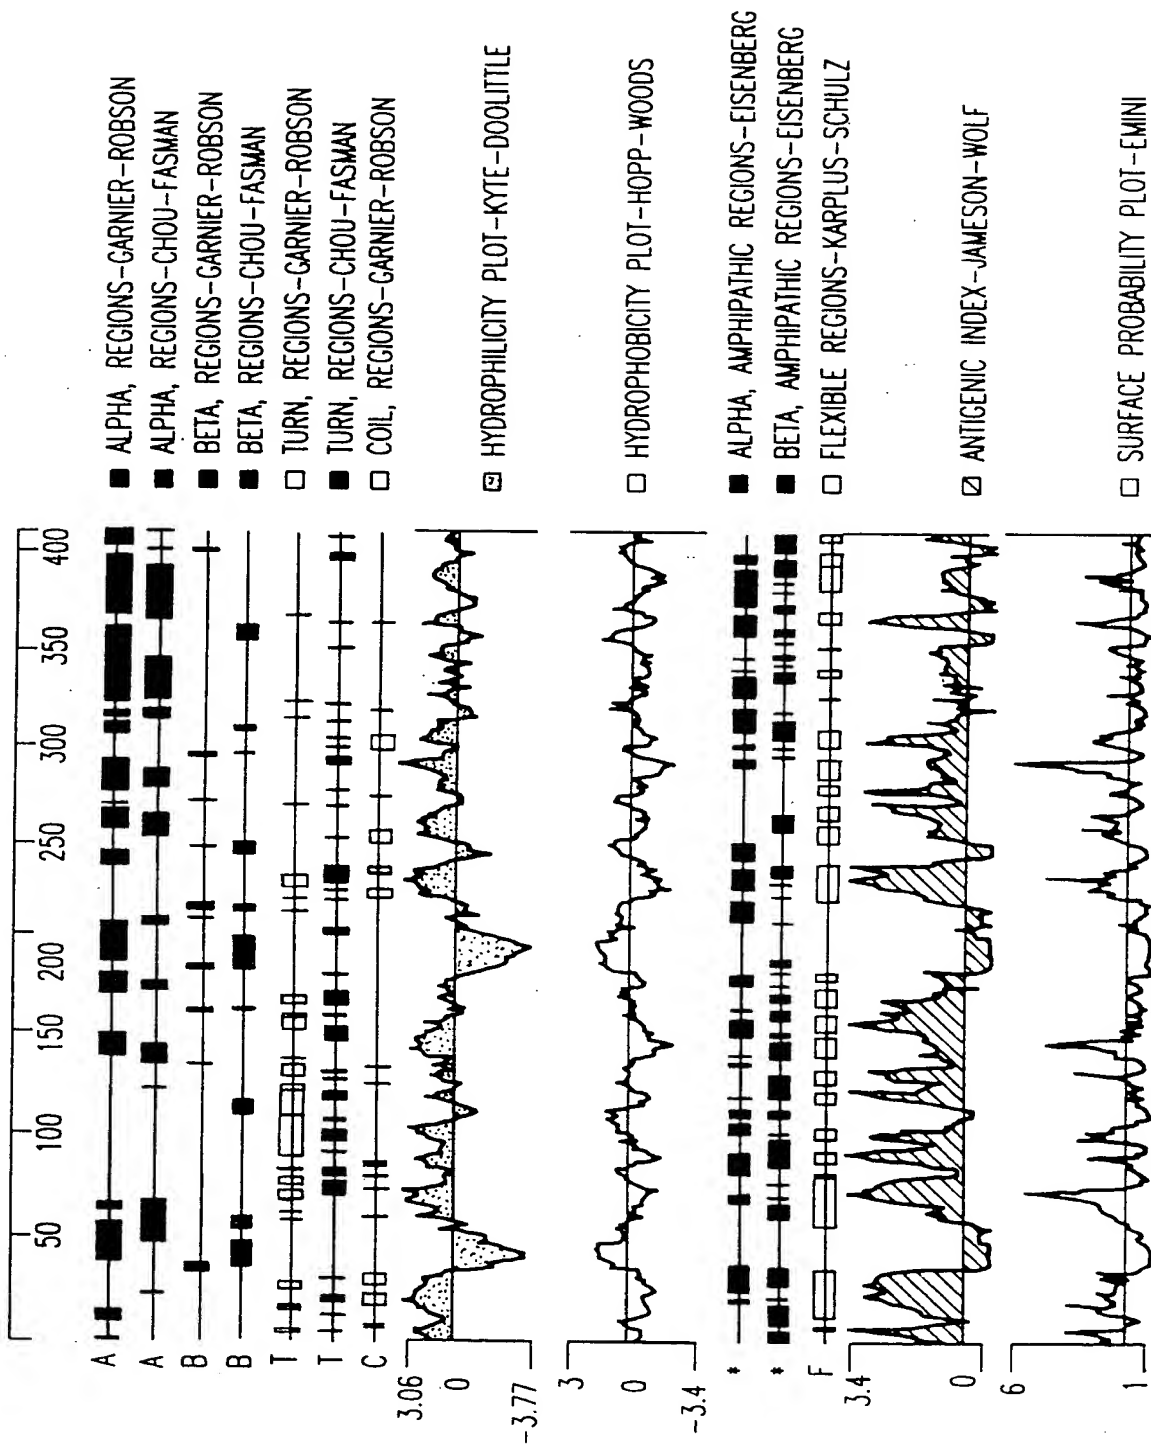 50 100 150 200 250 300 350 400
A ALPHA, REGIONS-GARNIER-ROBSON
A ALPHA, REGIONS-CHOU-FASMAN
B BETA, REGIONS-GARNIER-ROBSON
B BETA, REGIONS-CHOU-FASMAN
T TURN, REGIONS-GARNIER-ROBSON
T TURN, REGIONS-CHOU-FASMAN
C COIL, REGIONS-GARNIER-ROBSON
3.06
0 HYDROPHILICITY PLOT-KYTE-DOOLITTLE
-3.77
3
0 HYDROPHOBICITY PLOT-HOPP-WOODS
-3.4
* ALPHA, AMPHIPATHIC REGIONS-EISENBERG
* BETA, AMPHIPATHIC REGIONS-EISENBERG
F FLEXIBLE REGIONS-KARPLUS-SCHULZ
3.4
0 ANTIGENIC INDEX-JAMESON-WOLF
6
1 SURFACE PROBABILITY PLOT-EMINI